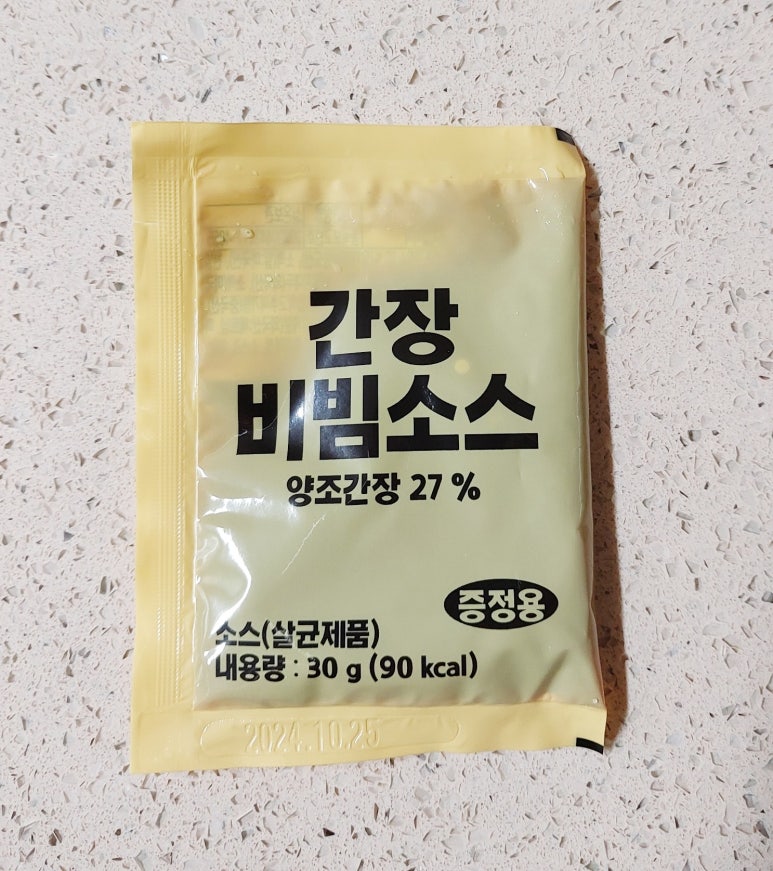 간장
비빔소스
양조간장 27 %
증정용
소스(살균제품)
내용량 : 30 g (90 kcal)
2024.10.25